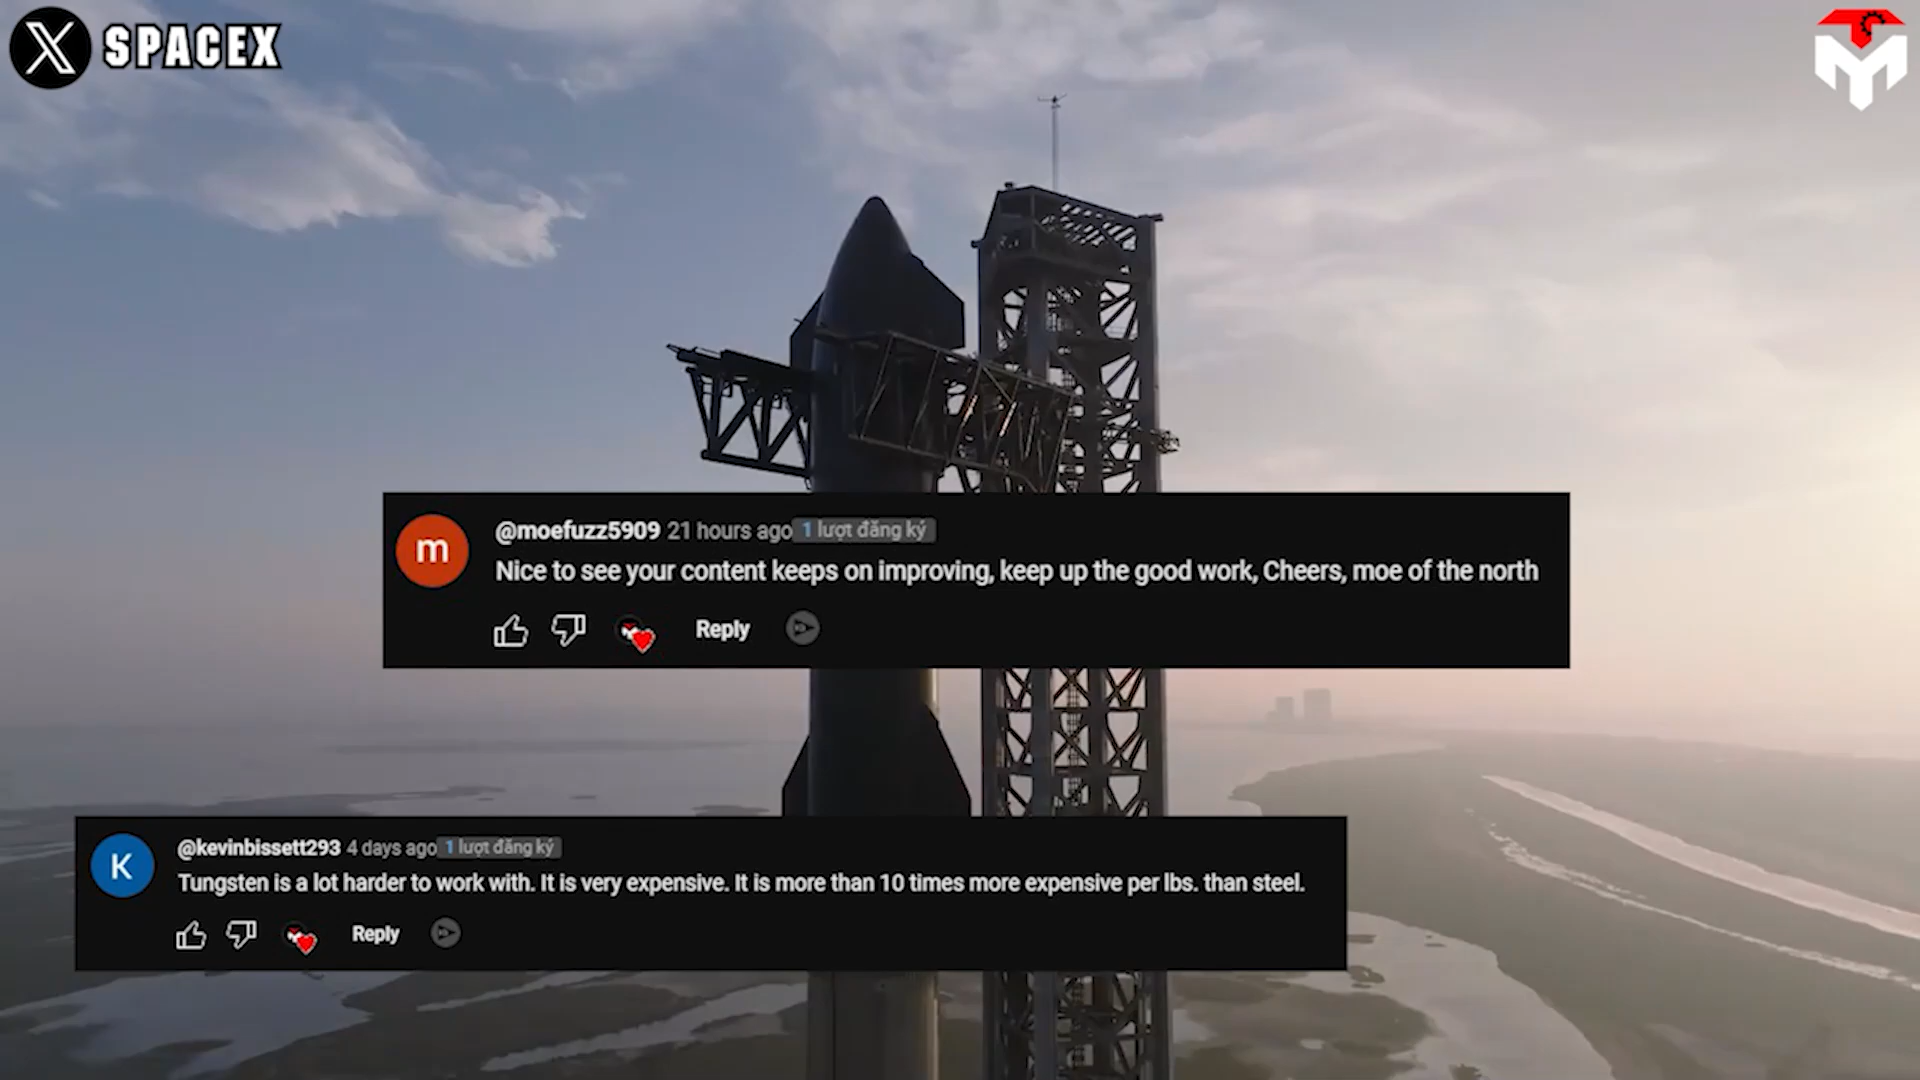 SPACEX
@moefuzz5909 21 hours ago 1 lượt đăng ký
Nice to see your content keeps on improving, keep up the good work, Cheers, moe of the north
Reply
@kevinbissett293 4 days ago 1 lượt đăng ký
Tungsten is a lot harder to work with. It is very expensive. It is more than 10 times more expensive per lbs. than steel.
Reply